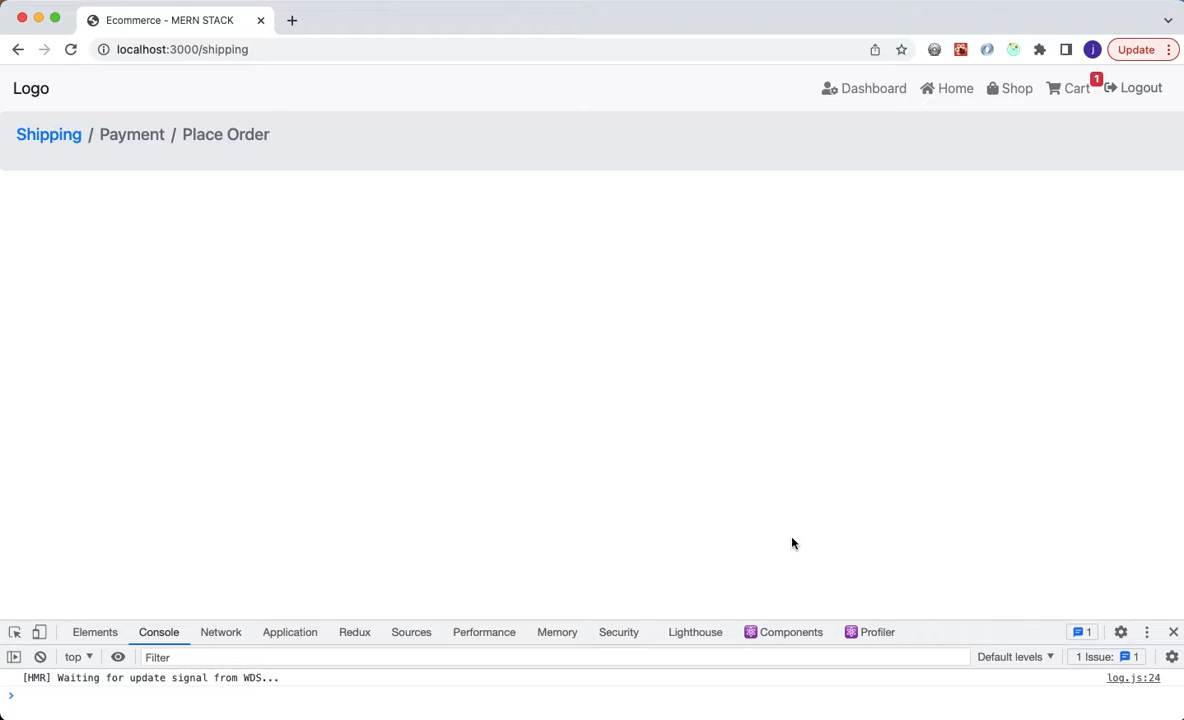 Ecommerce - MERN STACK
localhost:3000/shipping
j
Update
Logo
Dashboard Home Shop Cart 1 Logout
Shipping / Payment / Place Order
Elements Console Network Application Redux Sources Performance Memory Security Lighthouse Components Profiler 1
top Filter Default levels 1 Issue: 1
[HMR] Waiting for update signal from WDS... log.js:24